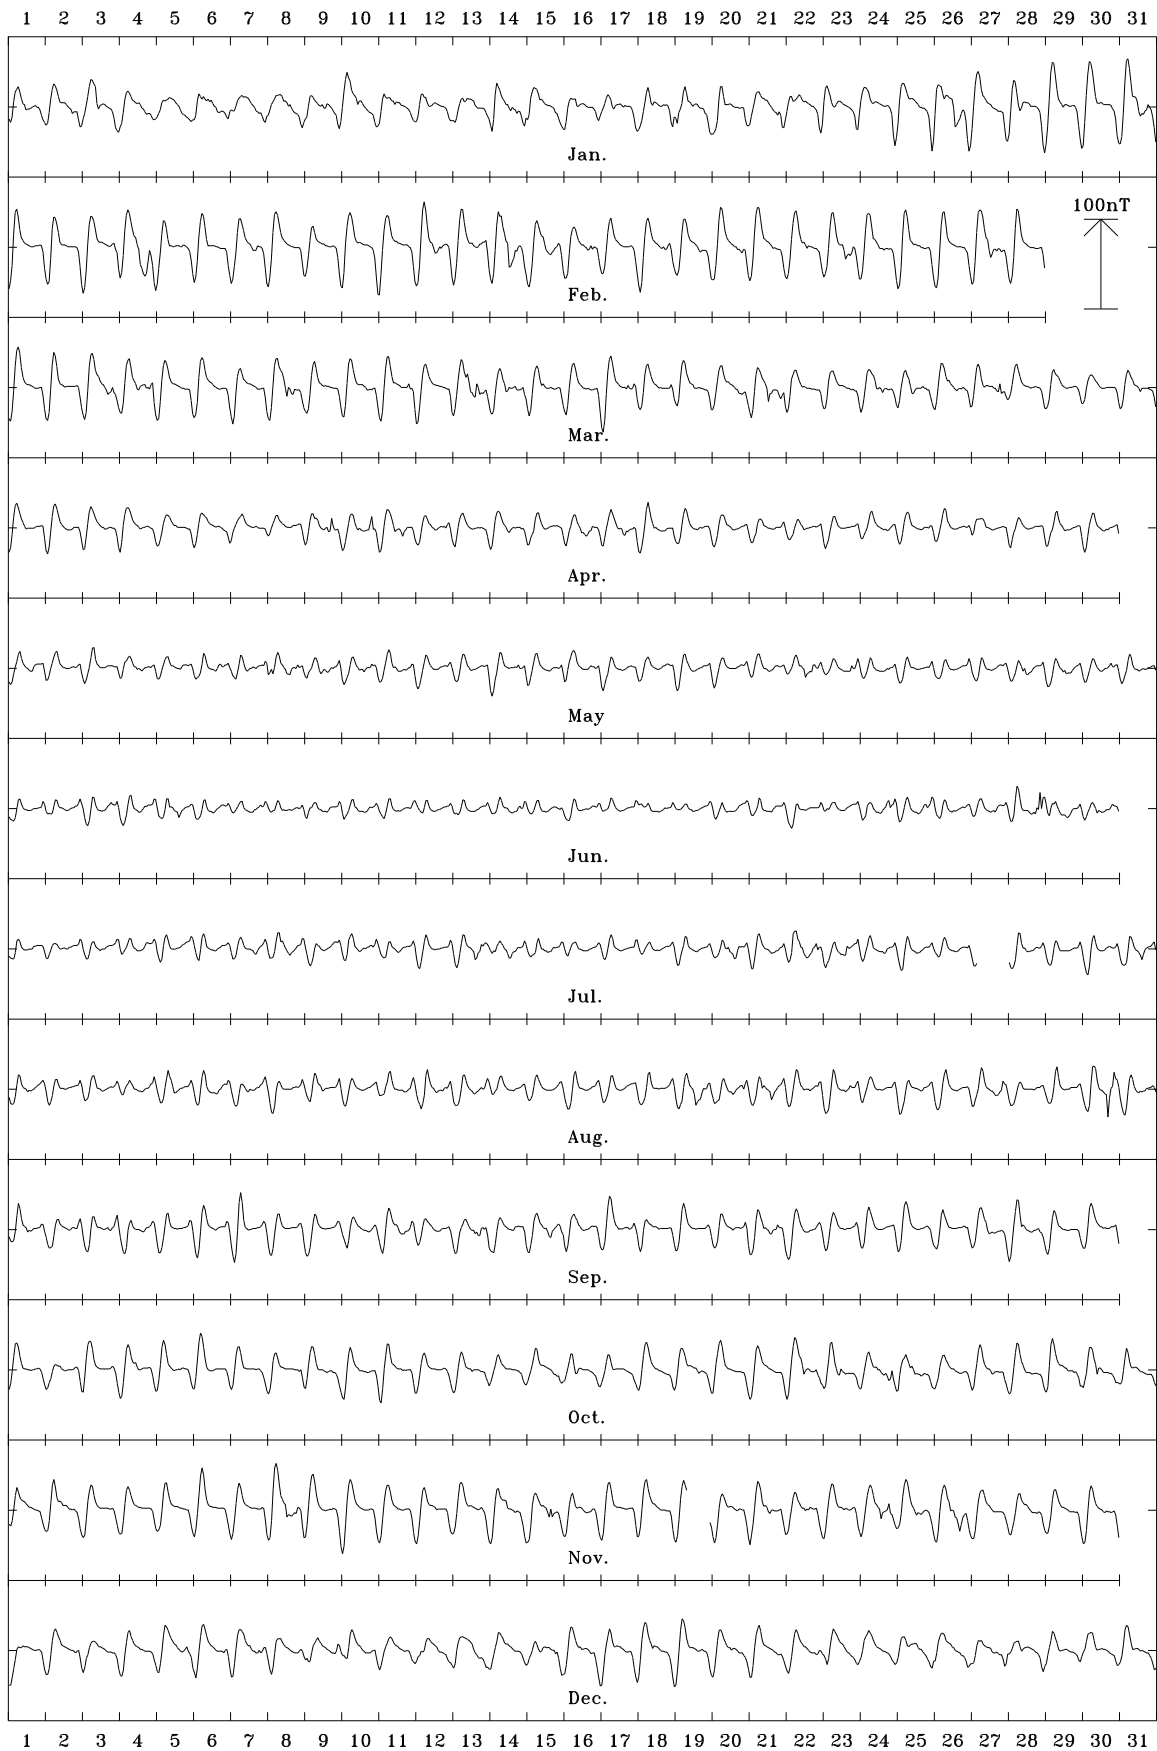 1 2 3 4 5 6 7 8 9 10 11 12 13 14 15 16 17 18 19 20 21 22 23 24 25 26 27 28 29 30 31
Jan.
100nT
Feb.
Mar.
Apr.
May
Jun.
Jul.
Aug.
Sep.
Oct.
Nov.
Dec.
1 2 3 4 5 6 7 8 9 10 11 12 13 14 15 16 17 18 19 20 21 22 23 24 25 26 27 28 29 30 31